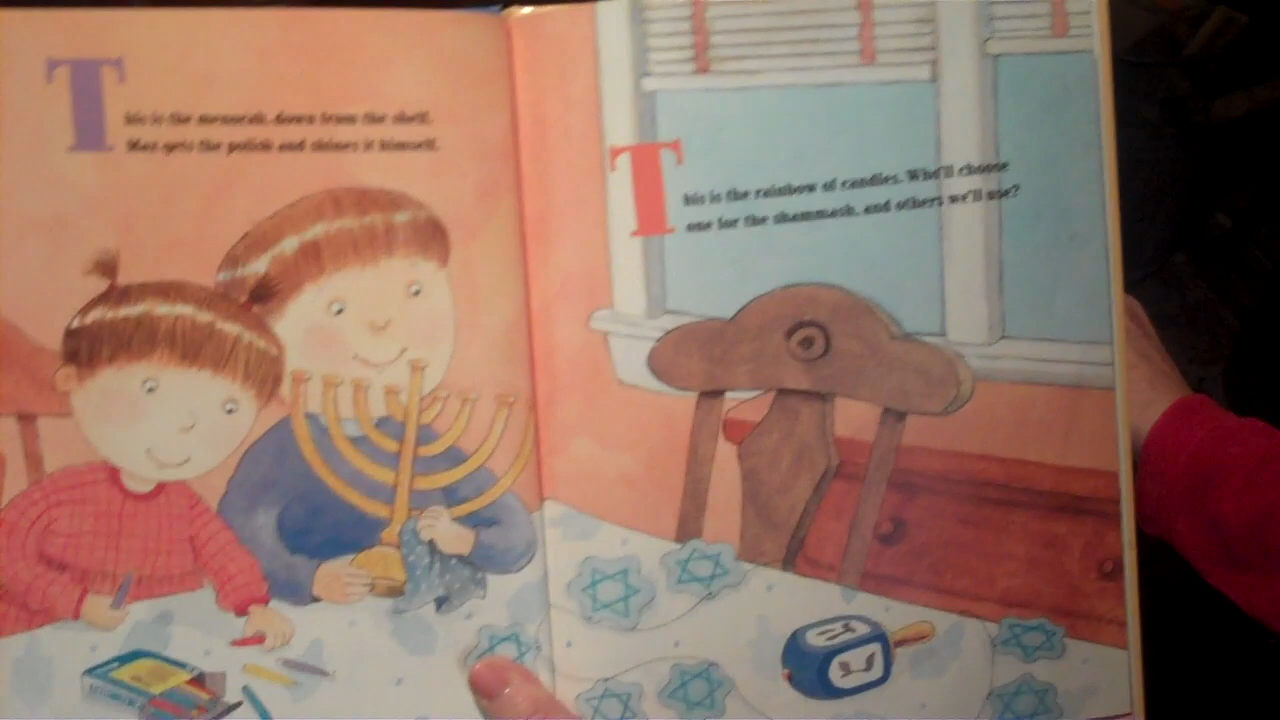 This is the menorah, down from the shelf.
Max gets the polish and shines it himself.
This is the rainbow of candles. Who'll choose
one for the shammash, and others we'll use?